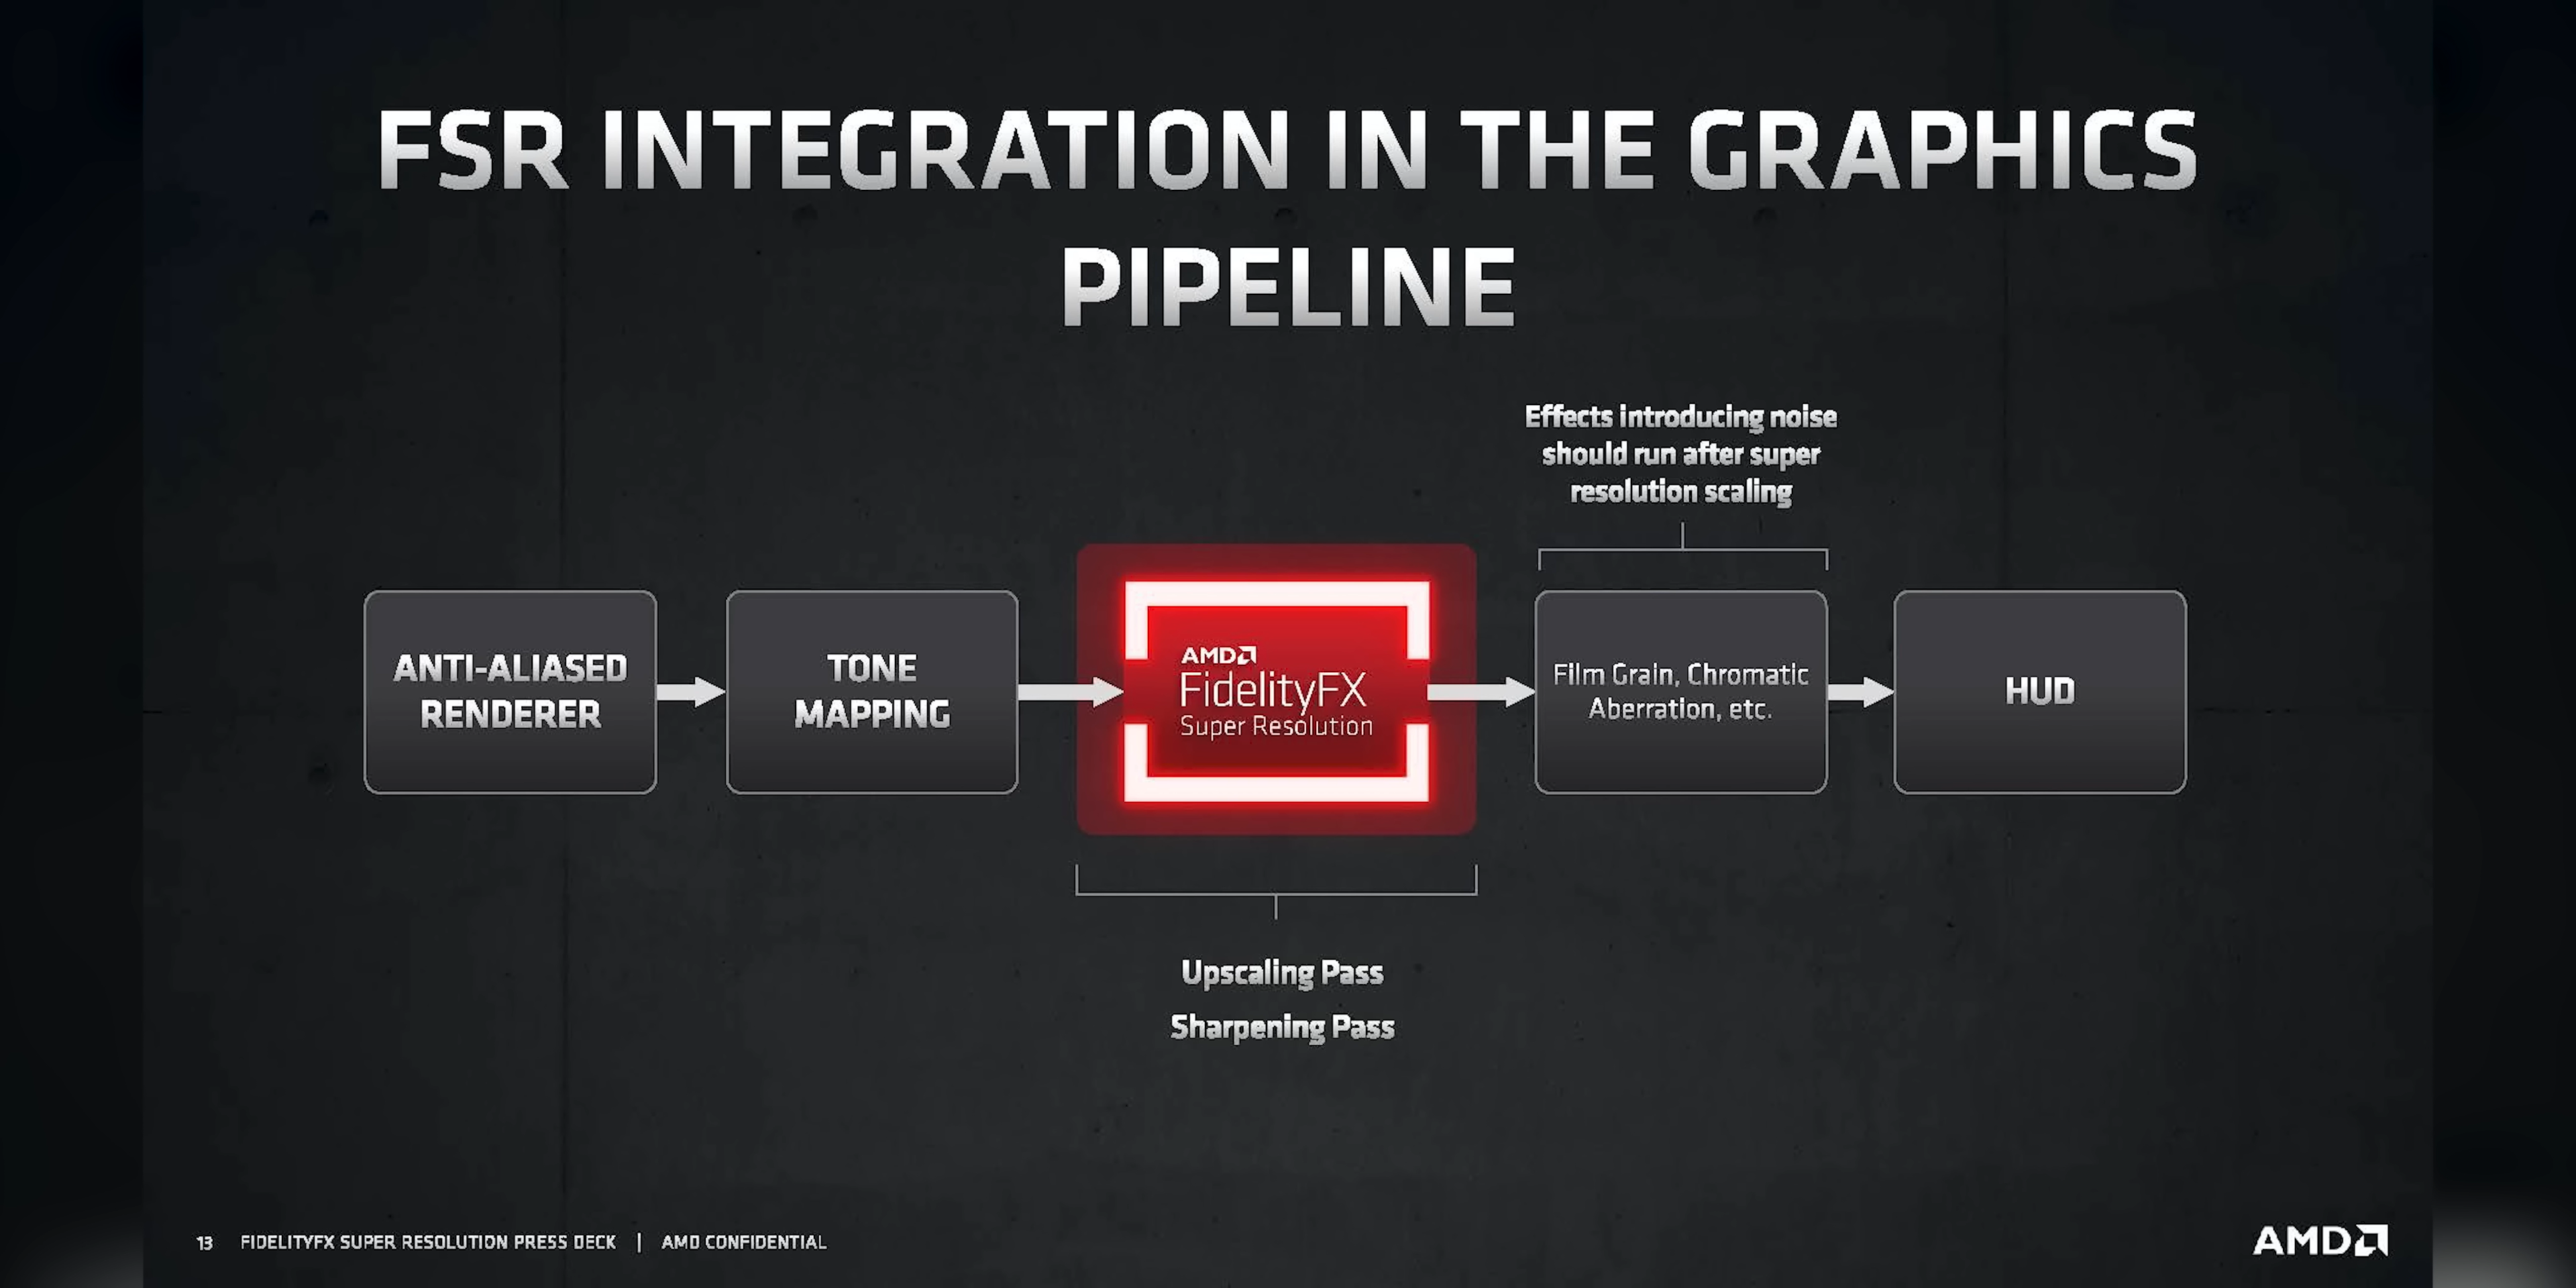 FSR INTEGRATION IN THE GRAPHICS
PIPELINE
Effects introducing noise
should run after super
resolution scaling
ANTI-ALIASED
RENDERER
TONE
MAPPING
AMD
FidelityFX
Super Resolution
Film Grain, Chromatic
Aberration, etc.
HUD
Upscaling Pass
Sharpening Pass
13 FIDELITYFX SUPER RESOLUTION PRESS DECK | AMD CONFIDENTIAL
AMD